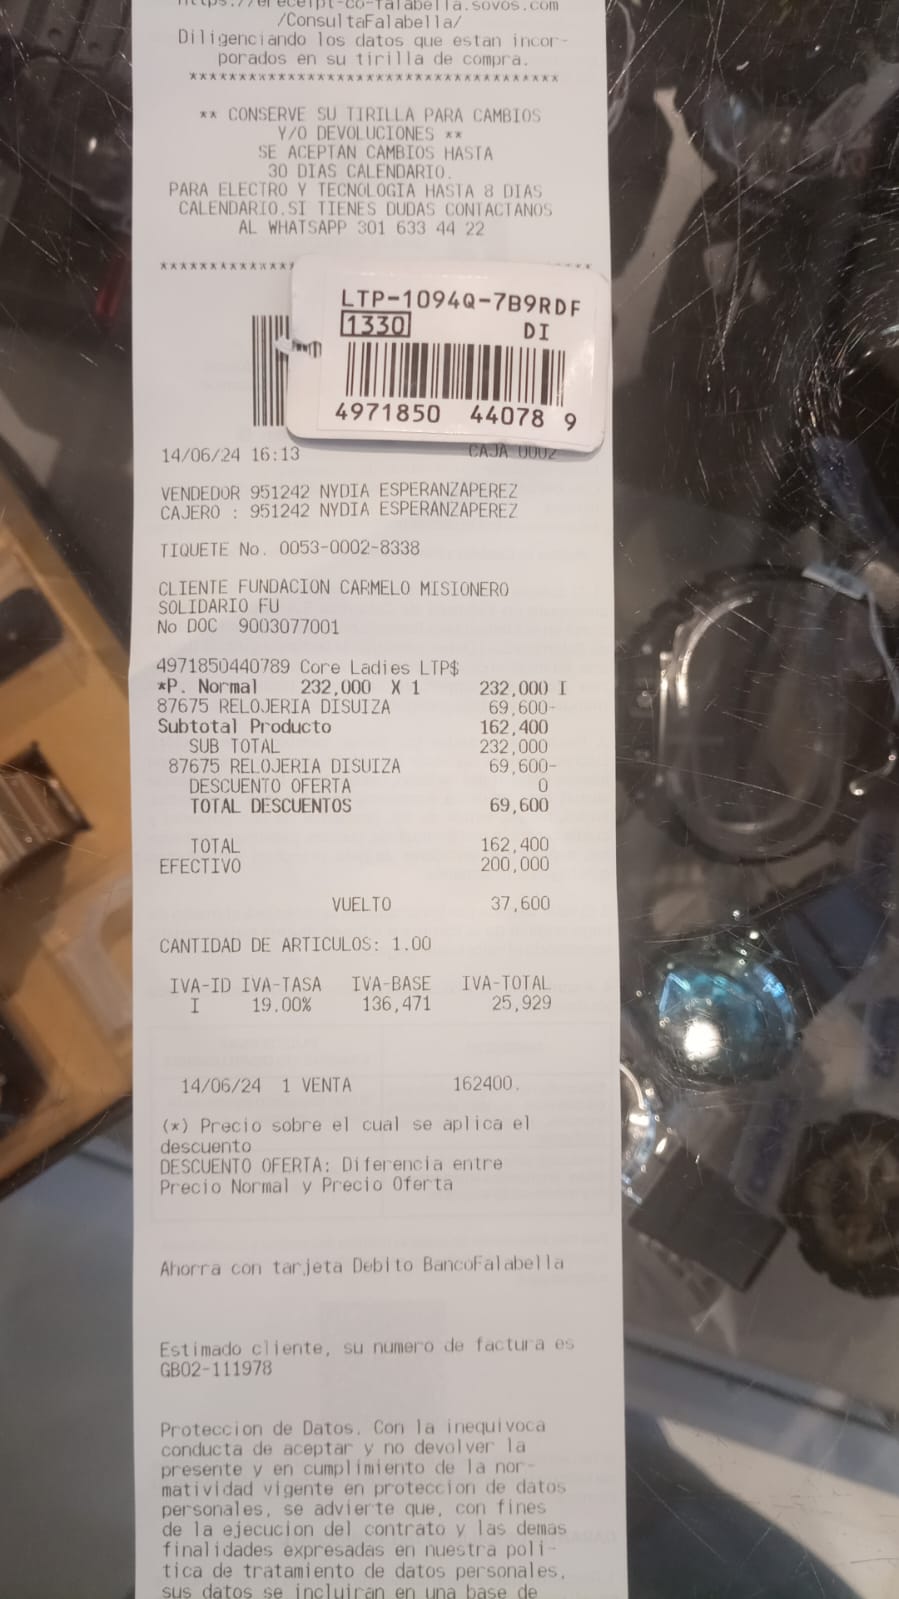 https://ereceipt-co-falabella.sovos.com
/ConsultaFalabella/
Diligenciando los datos que estan incor-
porados en su tirilla de compra.
** CONSERVE SU TIRILLA PARA CAMBIOS
Y/O DEVOLUCIONES **
SE ACEPTAN CAMBIOS HASTA
30 DIAS CALENDARIO.
PARA ELECTRO Y TECNOLOGIA HASTA 8 DIAS
CALENDARIO.SI TIENES DUDAS CONTACTANOS
AL WHATSAPP 301 633 44 22
LTP-1094Q-7B9RDF
1330 DI
4971850 44078 9
14/06/24 16:13 CAJA 0002
VENDEDOR 951242 NYDIA ESPERANZAPEREZ
CAJERO : 951242 NYDIA ESPERANZAPEREZ
TIQUETE No. 0053-0002-8338
CLIENTE FUNDACION CARMELO MISIONERO
SOLIDARIO FU
No DOC 9003077001
4971850440789 Core Ladies LTP$
*P. Normal 232,000 X 1 232,000 I
87675 RELOJERIA DISUIZA 69,600-
Subtotal Producto 162,400
SUB TOTAL 232,000
87675 RELOJERIA DISUIZA 69,600-
DESCUENTO OFERTA 0
TOTAL DESCUENTOS 69,600
TOTAL 162,400
EFECTIVO 200,000
VUELTO 37,600
CANTIDAD DE ARTICULOS: 1.00
IVA-ID IVA-TASA IVA-BASE IVA-TOTAL
I 19.00% 136,471 25,929
14/06/24 1 VENTA 162400.
(*) Precio sobre el cual se aplica el
descuento
DESCUENTO OFERTA: Diferencia entre
Precio Normal y Precio Oferta
Ahorra con tarjeta Debito BancoFalabella
Estimado cliente, su numero de factura es
GB02-111978
Proteccion de Datos. Con la inequivoca
conducta de aceptar y no devolver la
presente y en cumplimiento de la nor-
matividad vigente en proteccion de datos
personales, se advierte que, con fines
de la ejecucion del contrato y las demas
finalidades expresadas en nuestra poli-
tica de tratamiento de datos personales,
sus datos se incluiran en una base de